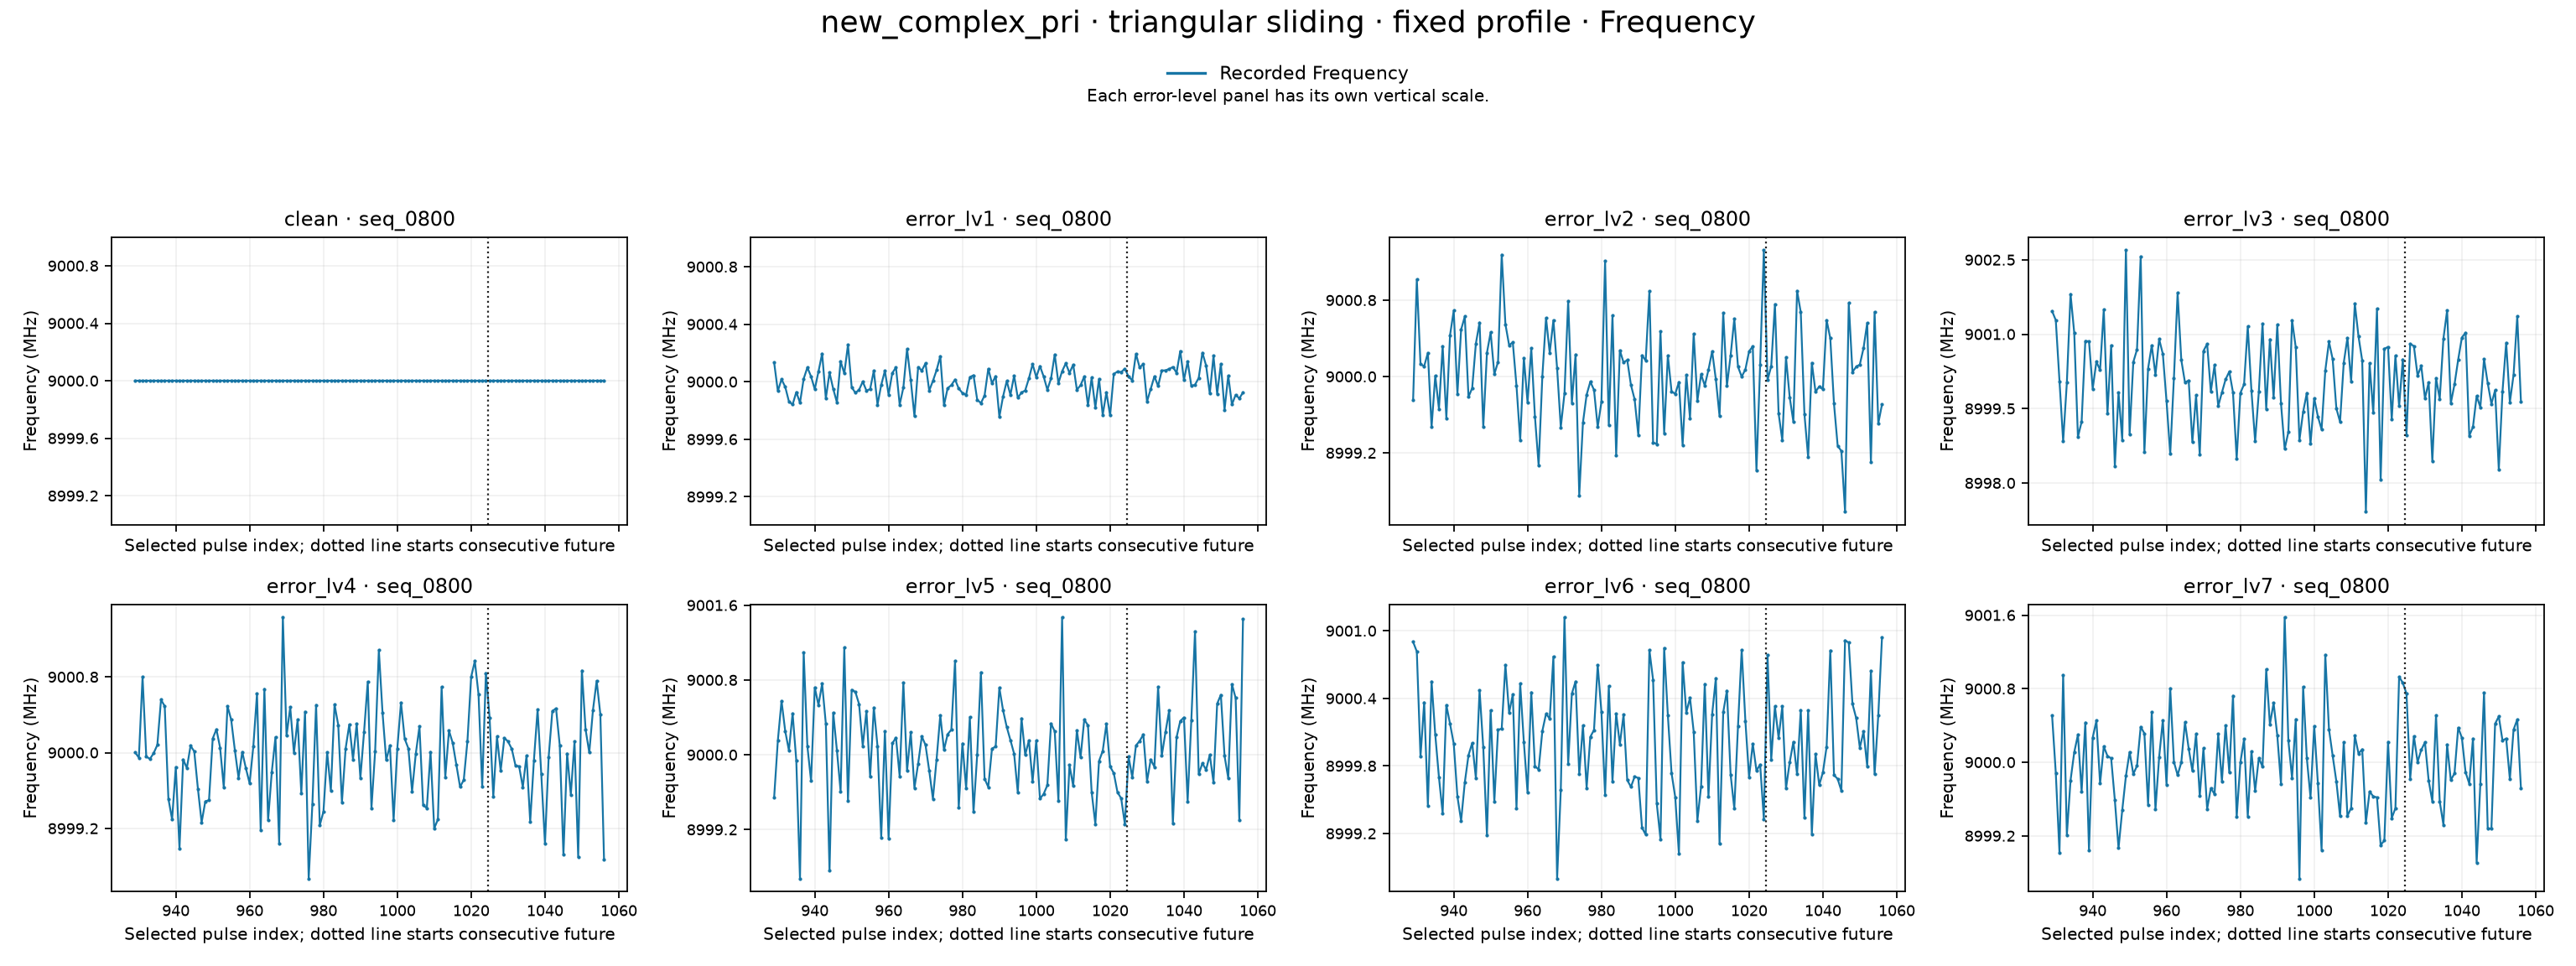 new_complex_pri · triangular sliding · fixed profile · Frequency
Recorded Frequency
Each error-level panel has its own vertical scale.
clean · seq_0800
error_lv1 · seq_0800
error_lv2 · seq_0800
error_lv3 · seq_0800
Frequency (MHz)
9000.8
9000.4
9000.0
8999.6
8999.2
Frequency (MHz)
9000.8
9000.4
9000.0
8999.6
8999.2
Frequency (MHz)
9000.8
9000.0
8999.2
Frequency (MHz)
9002.5
9001.0
8999.5
8998.0
Selected pulse index; dotted line starts consecutive future
Selected pulse index; dotted line starts consecutive future
Selected pulse index; dotted line starts consecutive future
Selected pulse index; dotted line starts consecutive future
error_lv4 · seq_0800
error_lv5 · seq_0800
error_lv6 · seq_0800
error_lv7 · seq_0800
Frequency (MHz)
9000.8
9000.0
8999.2
Frequency (MHz)
9001.6
9000.8
9000.0
8999.2
Frequency (MHz)
9001.0
9000.4
8999.8
8999.2
Frequency (MHz)
9001.6
9000.8
9000.0
8999.2
940 960 980 1000 1020 1040 1060
940 960 980 1000 1020 1040 1060
940 960 980 1000 1020 1040 1060
940 960 980 1000 1020 1040 1060
Selected pulse index; dotted line starts consecutive future
Selected pulse index; dotted line starts consecutive future
Selected pulse index; dotted line starts consecutive future
Selected pulse index; dotted line starts consecutive future